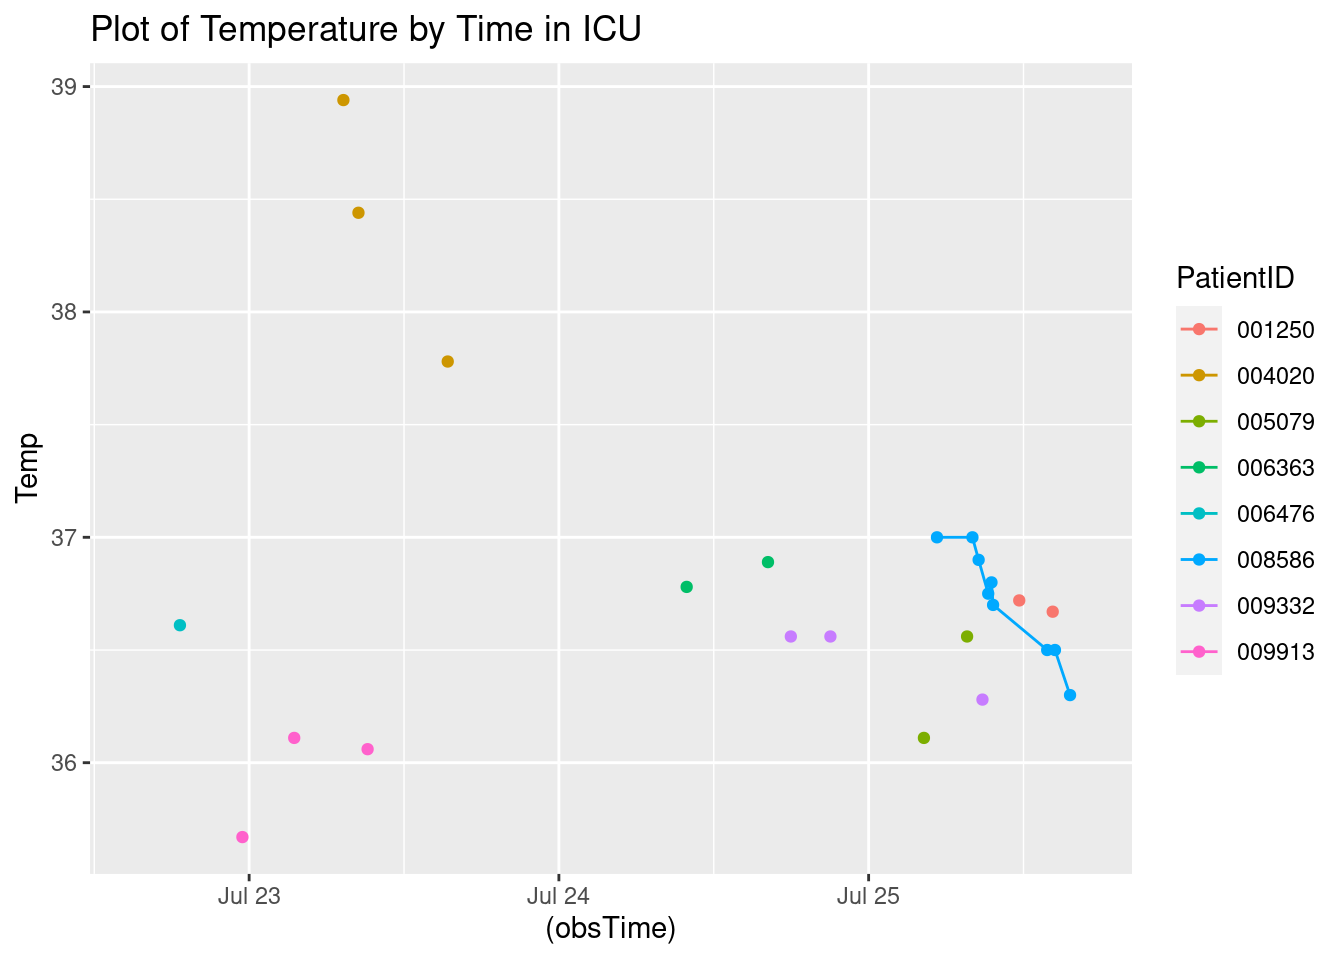 Plot of Temperature by Time in ICU
39
38
37
36
Temp
Jul 23
Jul 24
Jul 25
(obsTime)
PatientID
001250
004020
005079
006363
006476
008586
009332
009913